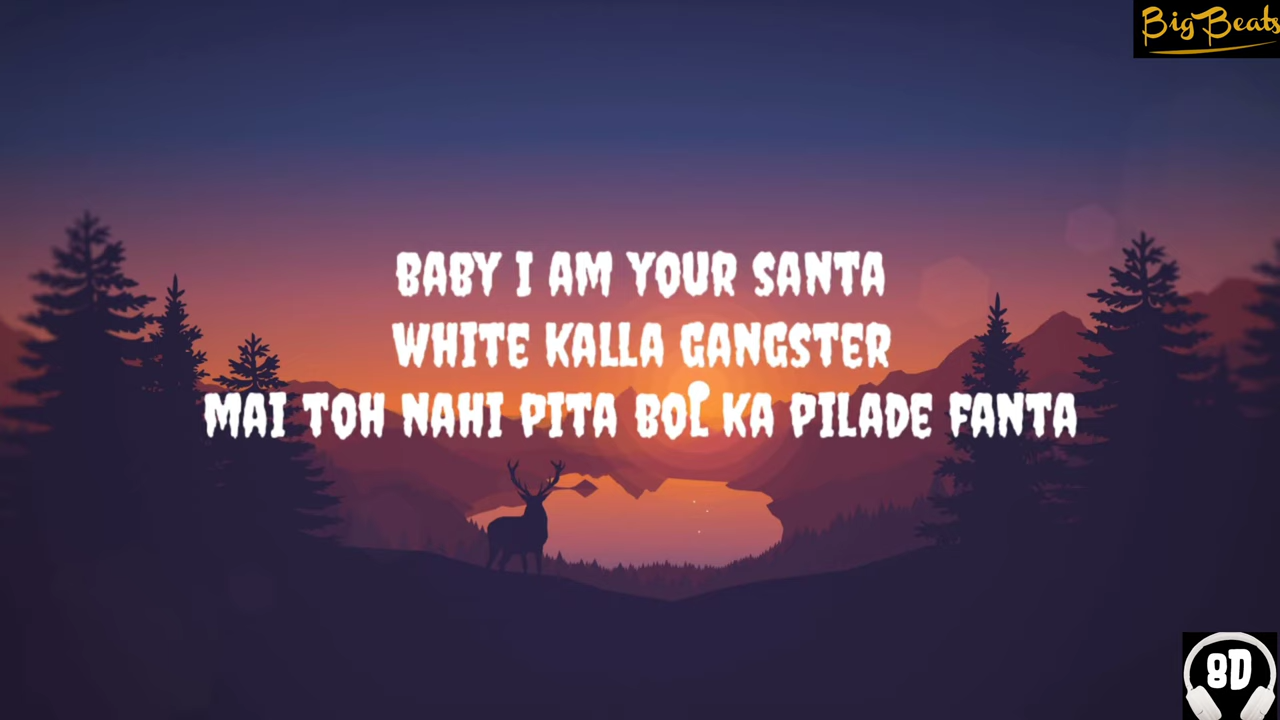 BigBeats
BABY I AM YOUR SANTA
WHITE KALLA GANGSTER
MAI TOH NAHI PITA BOL KA PILADE FANTA
8D